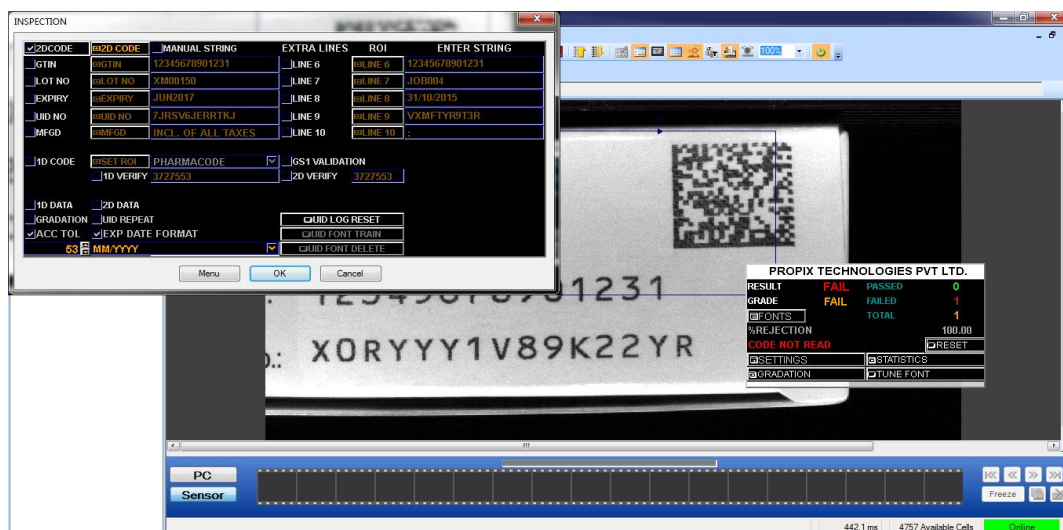 INSPECTION
2DCODE 2D CODE MANUAL STRING EXTRA LINES ROI ENTER STRING
GTIN GTIN 12345678901231 LINE 6 LINE 6 12345678901231
LOT NO LOT NO XM00150 LINE 7 LINE 7 JOB004
EXPIRY EXPIRY JUN2017 LINE 8 LINE 8 31/10/2015
UID NO UID NO 7JRSV6JERRTKJ LINE 9 LINE 9 VXMFTYR9T3R
MFGD MFGD INCL. OF ALL TAXES LINE 10 LINE 10 :
1D CODE SET ROI PHARMACODE GS1 VALIDATION
1D VERIFY 3727553 2D VERIFY 3727553
1D DATA 2D DATA
GRADATION UID REPEAT UID LOG RESET
ACC TOL EXP DATE FORMAT UID FONT TRAIN
53 MM/YYYY UID FONT DELETE
Menu OK Cancel
100%
: 12345678901231
o.: X0RYYY1V89K22YR
PROPIX TECHNOLOGIES PVT LTD.
RESULT FAIL PASSED 0
GRADE FAIL FAILED 1
FONTS TOTAL 1
%REJECTION 100.00
CODE NOT READ RESET
SETTINGS STATISTICS
GRADATION TUNE FONT
PC
Sensor
Freeze
442.1 ms 4757 Available Cells Online